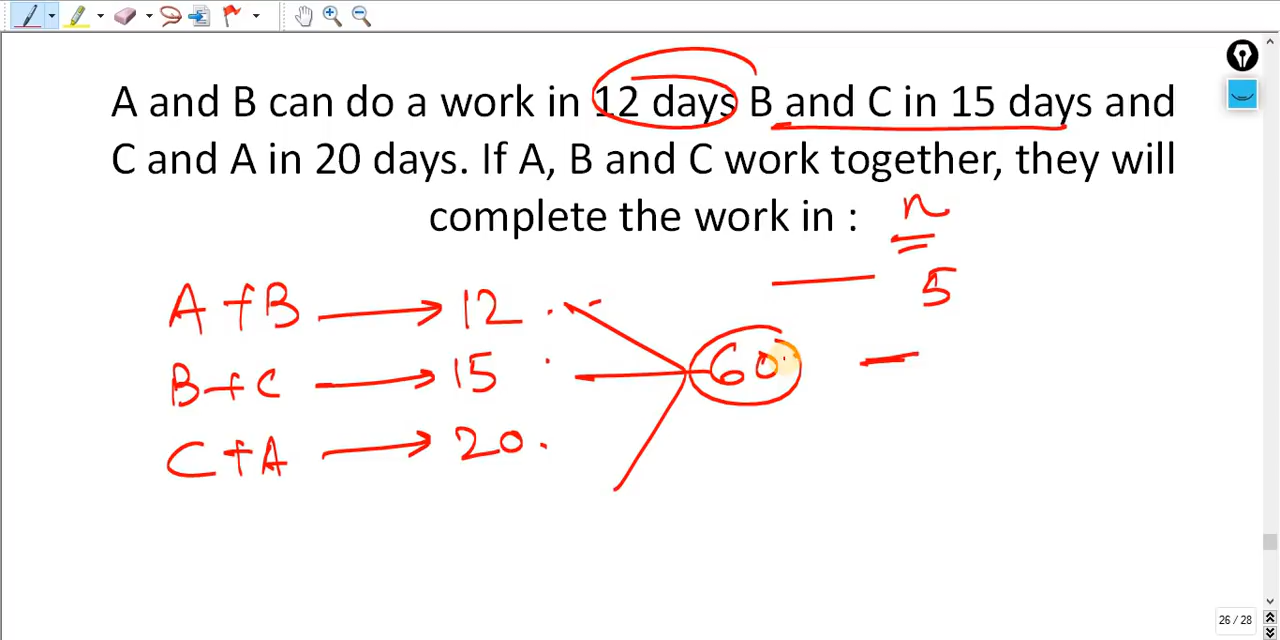 A and B can do a work in 12 days B and C in 15 days and
C and A in 20 days. If A, B and C work together, they will
complete the work in :
n
5
A + B → 12
60
B + C → 15
C + A → 20
26 / 28